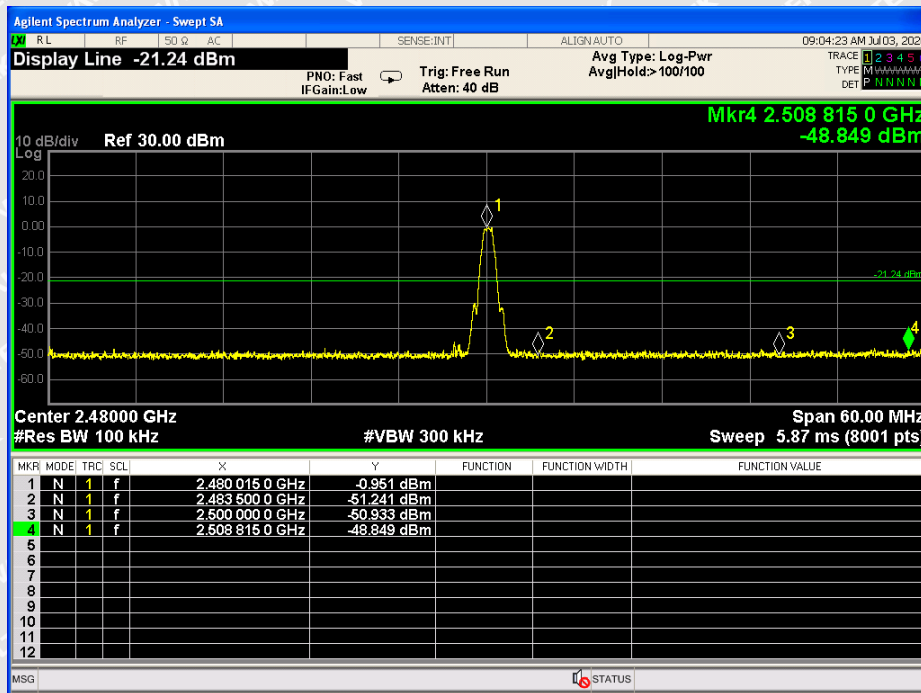 Agilent Spectrum Analyzer - Swept SA
LXI RL RF 50 Ω AC SENSE:INT ALIGN AUTO 09:04:23 AM Jul 03, 202
Display Line -21.24 dBm
PNO: Fast Trig: Free Run Avg Type: Log-Pwr TRACE 1 2 3 4 5
IFGain:Low Atten: 40 dB Avg|Hold:>100/100 TYPE M
DET P N N N N
Mkr4 2.508 815 0 GHz
-48.849 dBm
10 dB/div Ref 30.00 dBm
Log
20.0
10.0
0.00
-10.0
-20.0
-30.0
-40.0
-50.0
-60.0
1
-21.24 dBm
2
3
4
Center 2.48000 GHz Span 60.00 MHz
#Res BW 100 kHz #VBW 300 kHz Sweep 5.87 ms (8001 pts)
MKR MODE TRC SCL X Y FUNCTION FUNCTION WIDTH FUNCTION VALUE
1 N 1 f 2.480 015 0 GHz -0.951 dBm
2 N 1 f 2.483 500 0 GHz -51.241 dBm
3 N 1 f 2.500 000 0 GHz -50.933 dBm
4 N 1 f 2.508 815 0 GHz -48.849 dBm
5
6
7
8
9
10
11
12
MSG STATUS